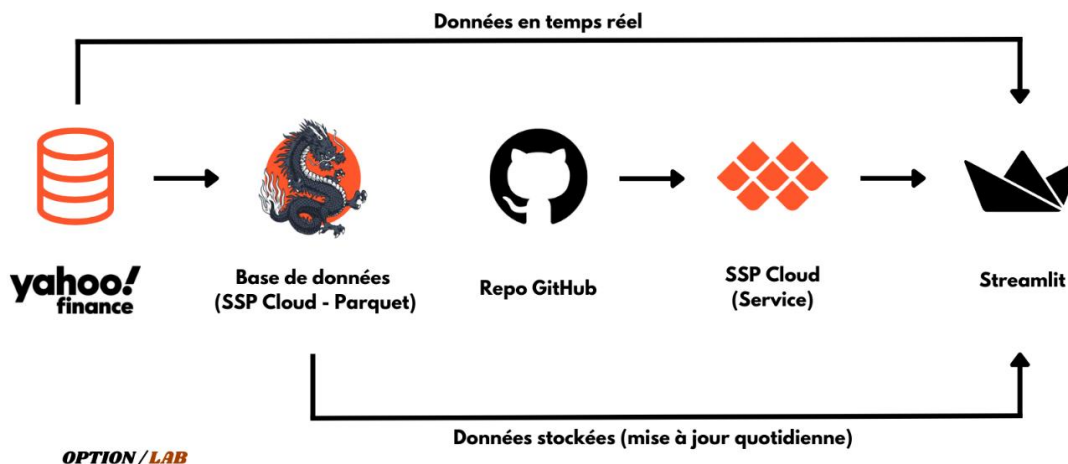 Données en temps réel
yahoo!
finance
Base de données
(SSP Cloud - Parquet)
Repo GitHub
SSP Cloud
(Service)
Streamlit
Données stockées (mise à jour quotidienne)
OPTION / LAB